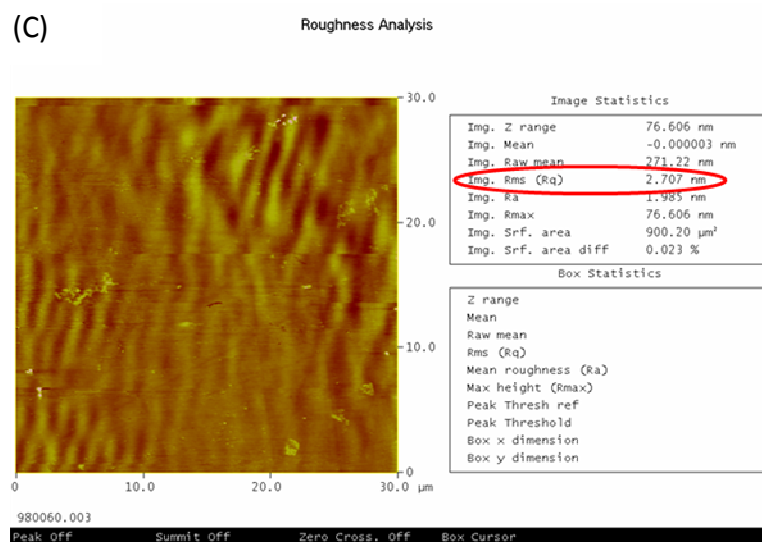 (C)
Roughness Analysis
30.0
20.0
10.0
0
0 10.0 20.0 30.0 μm
980060.003
Image Statistics
Img. Z range 76.606 nm
Img. Mean -0.000003 nm
Img. Raw mean 271.22 nm
Img. Rms (Rq) 2.707 nm
Img. Ra 1.985 nm
Img. Rmax 76.606 nm
Img. Srf. area 900.20 μm²
Img. Srf. area diff 0.023 %
Box Statistics
Z range
Mean
Raw mean
Rms (Rq)
Mean roughness (Ra)
Max height (Rmax)
Peak Thresh ref
Peak Threshold
Box x dimension
Box y dimension
Peak Off Summit Off Zero Cross. Off Box Cursor